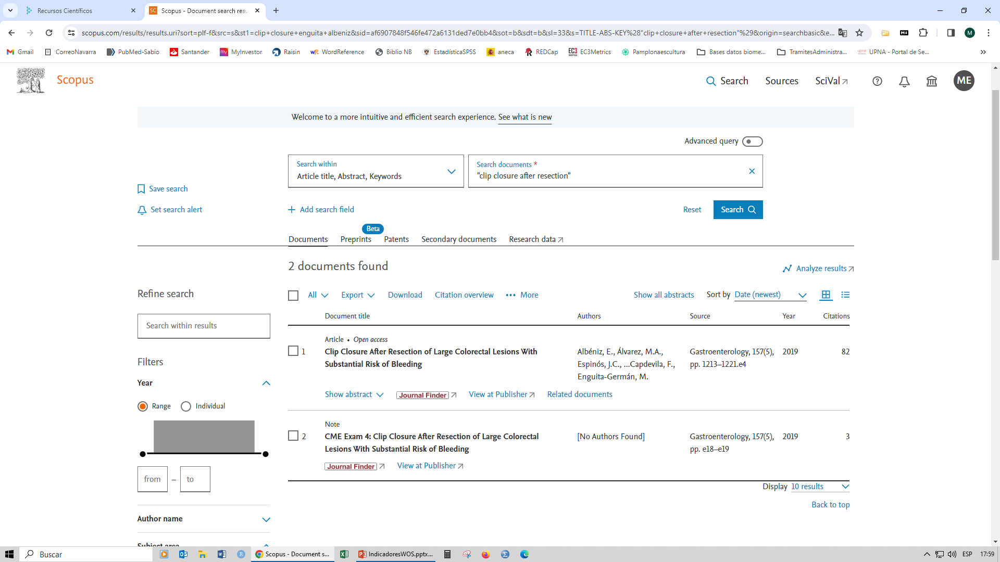 Recursos Científicos
SC Scopus - Document search resu
scopus.com/results/results.uri?sort=plf-f&src=s&st1=clip+closure+enguita+albeniz&sid=af6907848f546fe472a6131ded7e0bb4&sot=b&sdt=b&sl=33&s=TITLE-ABS-KEY%28"clip+closure+after+resection"%29&origin=searchbasic&e...
M
Gmail CorreoNavarra PubMed-Sabio Santander my MyInvestor Raisin wR WordReference Biblio NB EstadísticaSPSS aneca REDCap EC3 EC3Metrics Pamplonaescultura Bases datos biome... TramitesAdministra... upna UPNA - Portal de Se... »
Scopus
Search Sources SciVal ME
Welcome to a more intuitive and efficient search experience. See what is new
Advanced query
Search within
Article title, Abstract, Keywords
Search documents *
"clip closure after resection"
Save search
Set search alert
Add search field
Reset
Search
Beta
Documents Preprints Patents Secondary documents Research data
2 documents found
Analyze results
Refine search
Search within results
Filters
Year
Range Individual
from – to
Author name
Subject area
All Export Download Citation overview ••• More Show all abstracts Sort by Date (newest)
Document title Authors Source Year Citations
Article • Open access
1 Clip Closure After Resection of Large Colorectal Lesions With Albéniz, E., Álvarez, M.A., Gastroenterology, 157(5), 2019 82
Substantial Risk of Bleeding Espinós, J.C., ...Capdevila, F., pp. 1213–1221.e4
Enguita-Germán, M.
Show abstract Journal Finder View at Publisher Related documents
Note
2 CME Exam 4: Clip Closure After Resection of Large Colorectal [No Authors Found] Gastroenterology, 157(5), 2019 3
Lesions With Substantial Risk of Bleeding pp. e18–e19
Journal Finder View at Publisher
Display 10 results
Back to top
Buscar Scopus - Document s... IndicadoresWOS.pptx... ESP 17:59